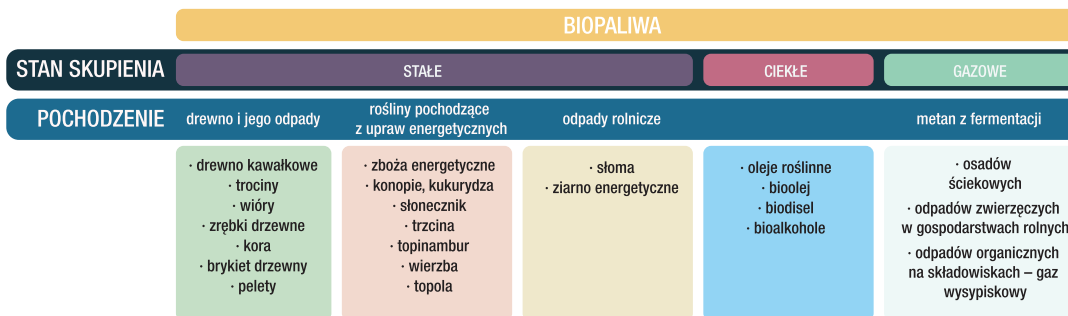 BIOPALIWA
STAN SKUPIENIA
STAŁE
CIEKŁE
GAZOWE
POCHODZENIE
drewno i jego odpady
rośliny pochodzące
z upraw energetycznych
odpady rolnicze
metan z fermentacji
· drewno kawałkowe
· trociny
· wióry
· zrębki drzewne
· kora
· brykiet drzewny
· pelety
· zboża energetyczne
· konopie, kukurydza
· słonecznik
· trzcina
· topinambur
· wierzba
· topola
· słoma
· ziarno energetyczne
· oleje roślinne
· bioolej
· biodisel
· bioalkohole
· osadów
ściekowych
· odpadów zwierzęczych
w gospodarstwach rolnych
· odpadów organicznych
na składowiskach – gaz
wysypiskowy